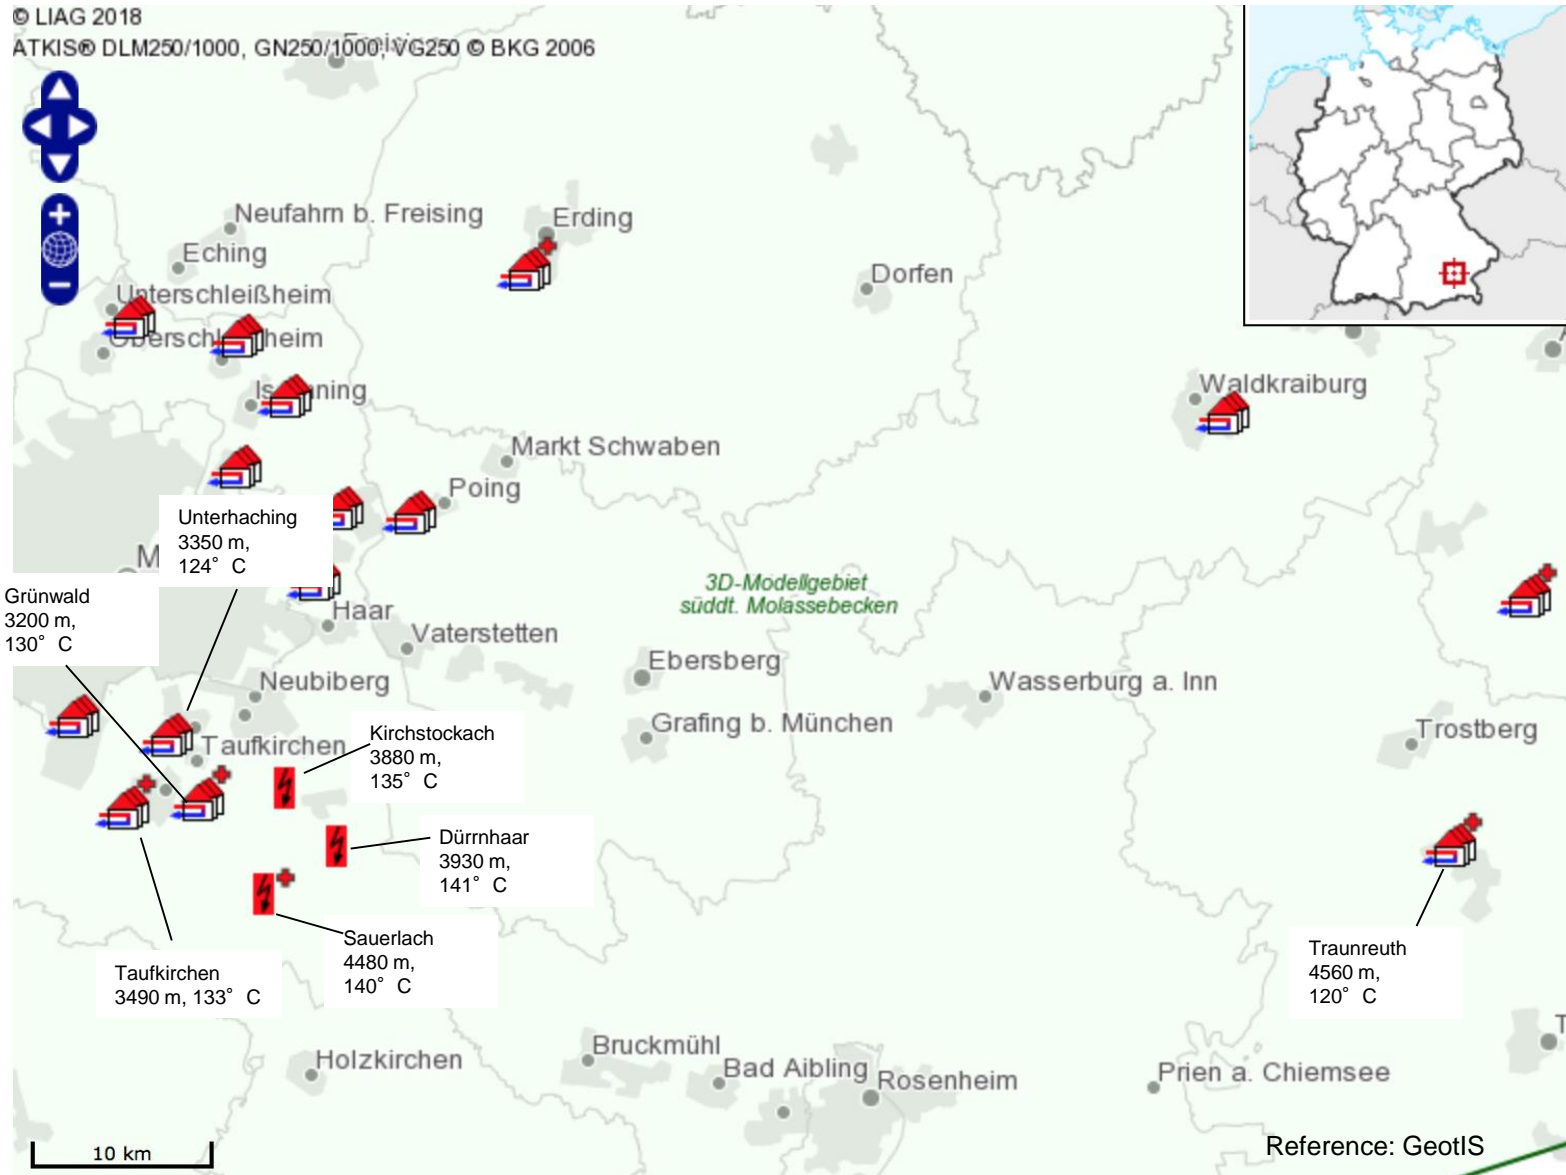 © LIAG 2018
ATKIS® DLM250/1000, GN250/1000, VG250 © BKG 2006
Neufahrn b. Freising
Erding
Eching
Dorfen
Unterschleißheim
heim
Waldkraiburg
Markt Schwaben
Poing
Unterhaching
3350 m,
124° C
M
Grünwald
3200 m,
130° C
3D-Modellgebiet
süddt. Molassebecken
Haar
Vaterstetten
Ebersberg
Wasserburg a. Inn
Neubiberg
Grafing b. München
Trostberg
Taufkirchen
Kirchstockach
3880 m,
135° C
Dürrnhaar
3930 m,
141° C
Sauerlach
4480 m,
140° C
Traunreuth
4560 m,
120° C
Taufkirchen
3490 m, 133° C
Holzkirchen
Bruckmühl
Bad Aibling
Rosenheim
Prien a. Chiemsee
T
10 km
Reference: GeotIS